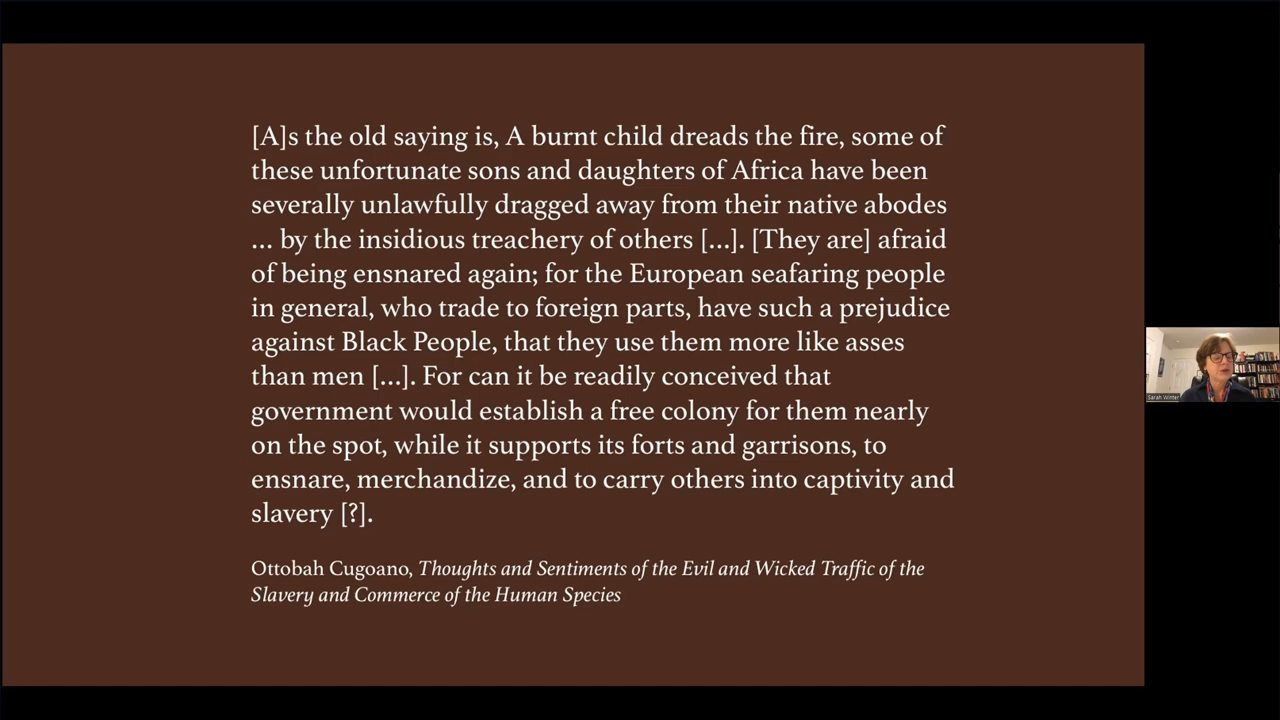 [A]s the old saying is, A burnt child dreads the fire, some of
these unfortunate sons and daughters of Africa have been
severally unlawfully dragged away from their native abodes
... by the insidious treachery of others [...]. [They are] afraid
of being ensnared again; for the European seafaring people
in general, who trade to foreign parts, have such a prejudice
against Black People, that they use them more like asses
than men [...]. For can it be readily conceived that
government would establish a free colony for them nearly
on the spot, while it supports its forts and garrisons, to
ensnare, merchandize, and to carry others into captivity and
slavery [?].
Ottobah Cugoano, Thoughts and Sentiments of the Evil and Wicked Traffic of the
Slavery and Commerce of the Human Species
Sarah Winter